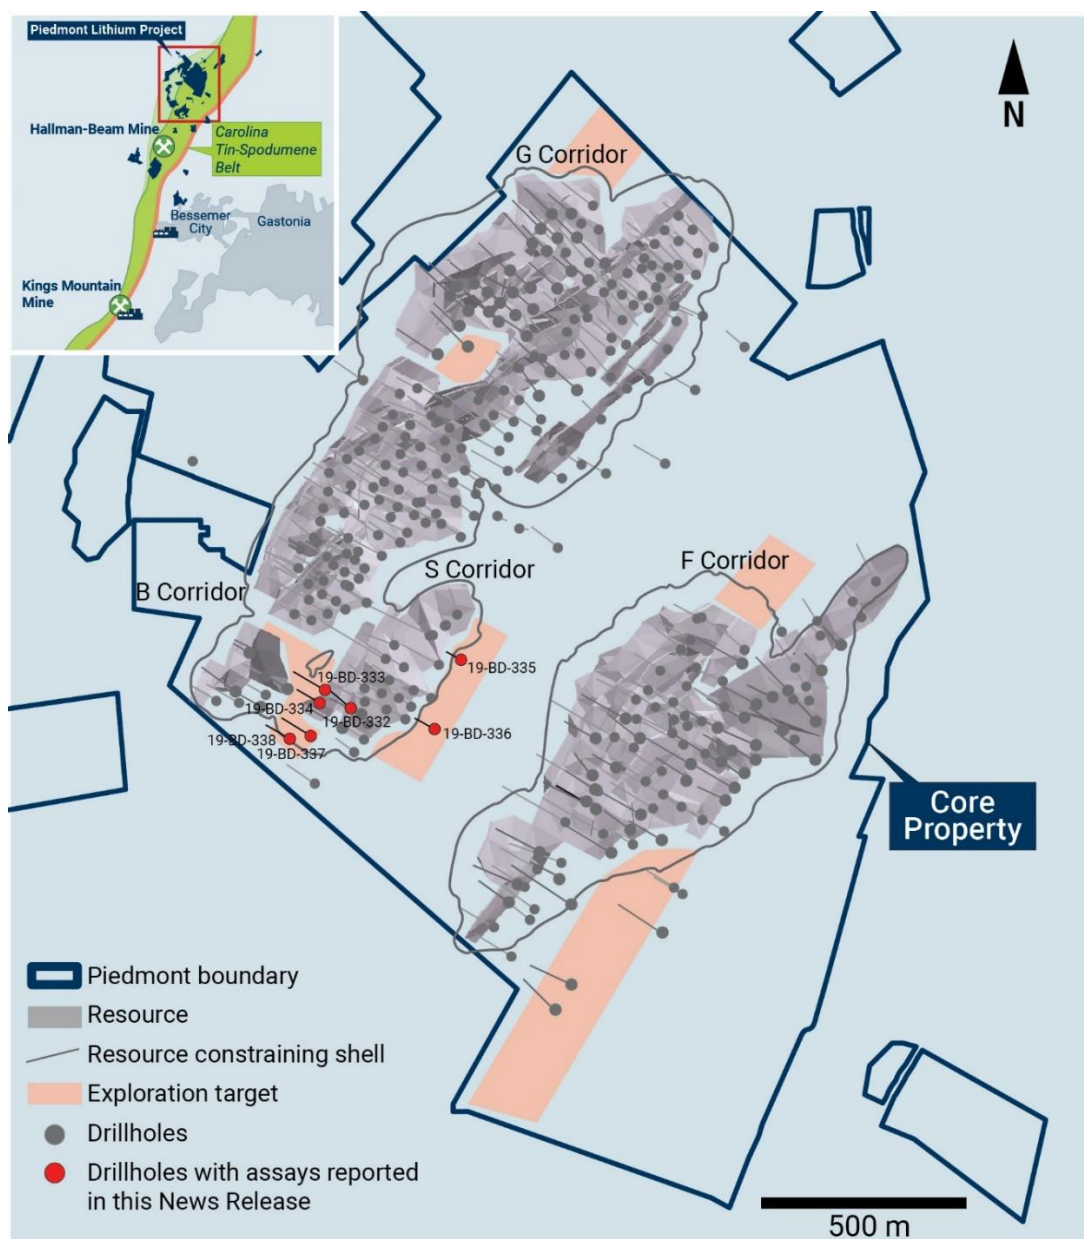 Piedmont Lithium Project
Hallman-Beam Mine
Carolina
Tin-Spodumene
Belt
Bessemer
City
Gastonia
Kings Mountain
Mine
N
G Corridor
B Corridor
S Corridor
F Corridor
19-BD-333
19-BD-335
19-BD-334
19-BD-332
19-BD-336
19-BD-338
19-BD-337
Core
Property
Piedmont boundary
Resource
Resource constraining shell
Exploration target
Drillholes
Drillholes with assays reported
in this News Release
500 m